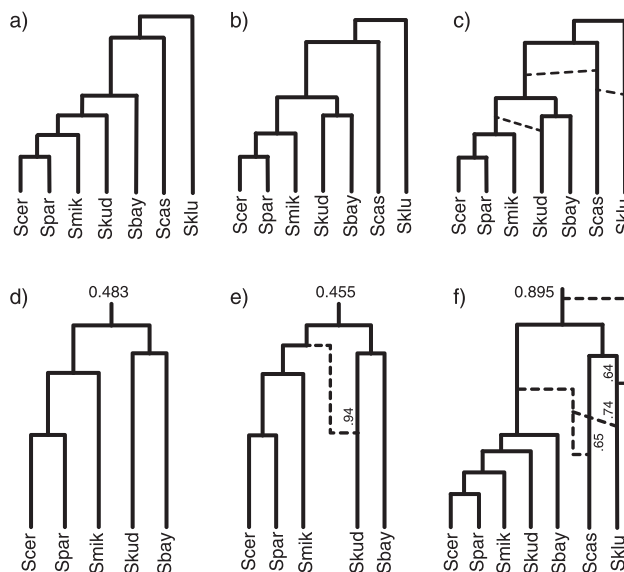 a)
b)
c)
Scer Spar Smik Skud Sbay Scas Sklu
Scer Spar Smik Skud Sbay Scas Sklu
Scer Spar Smik Skud Sbay Scas Sklu
d)
0.483
e)
0.455
f)
0.895
.94
.64
.74
.65
Scer Spar Smik Skud Sbay
Scer Spar Smik Skud Sbay
Scer Spar Smik Skud Sbay Scas Sklu